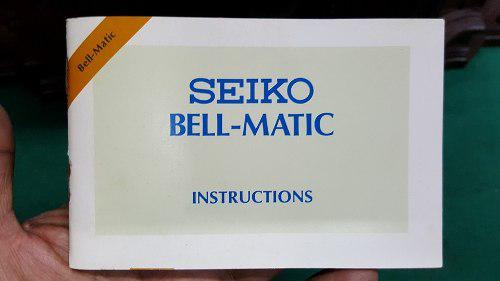 Bell-Matic
SEIKO
BELL-MATIC
INSTRUCTIONS